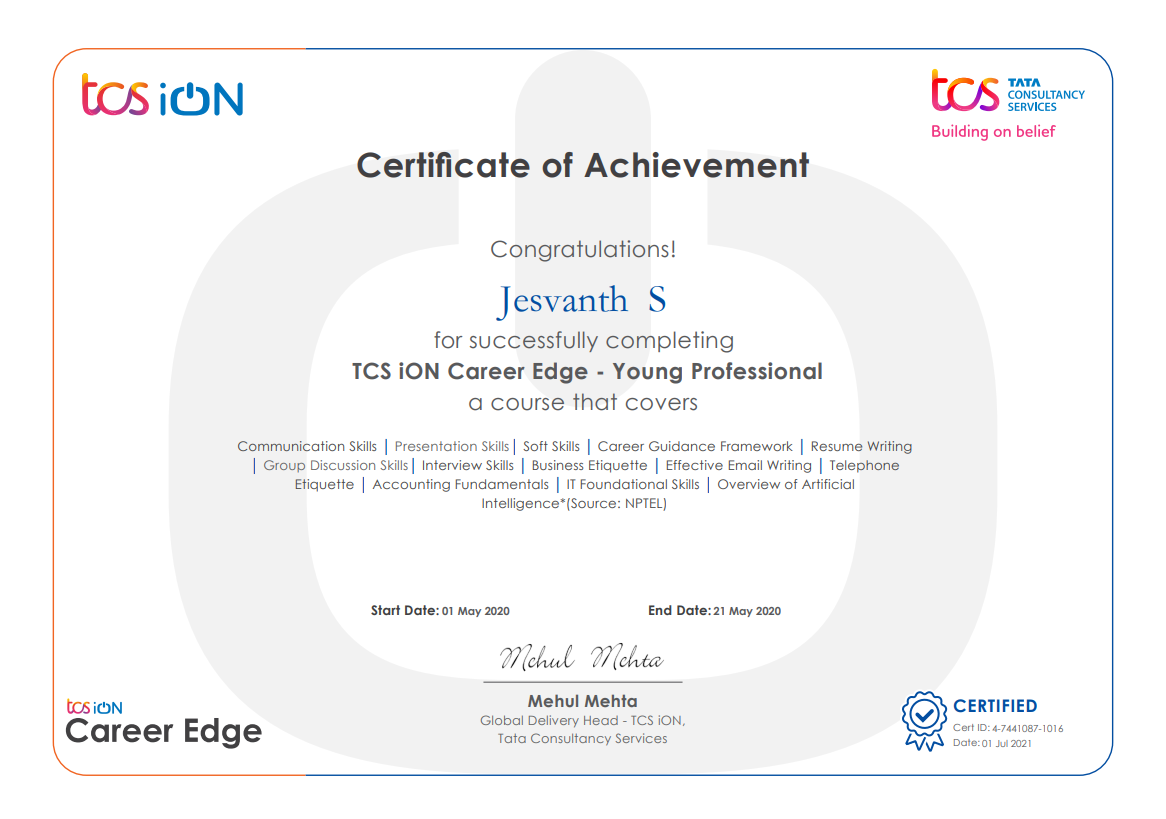 tcs iON
tcs TATA
CONSULTANCY
SERVICES
Building on belief
Certificate of Achievement
Congratulations!
Jesvanth S
for successfully completing
TCS iON Career Edge - Young Professional
a course that covers
Communication Skills | Presentation Skills | Soft Skills | Career Guidance Framework | Resume Writing
| Group Discussion Skills | Interview Skills | Business Etiquette | Effective Email Writing | Telephone
Etiquette | Accounting Fundamentals | IT Foundational Skills | Overview of Artificial
Intelligence*(Source: NPTEL)
Start Date: 01 May 2020 End Date: 21 May 2020
Mehul Mehta
Mehul Mehta
Global Delivery Head - TCS iON,
Tata Consultancy Services
tcs iON
Career Edge
CERTIFIED
Cert ID: 4-7441087-1016
Date: 01 Jul 2021